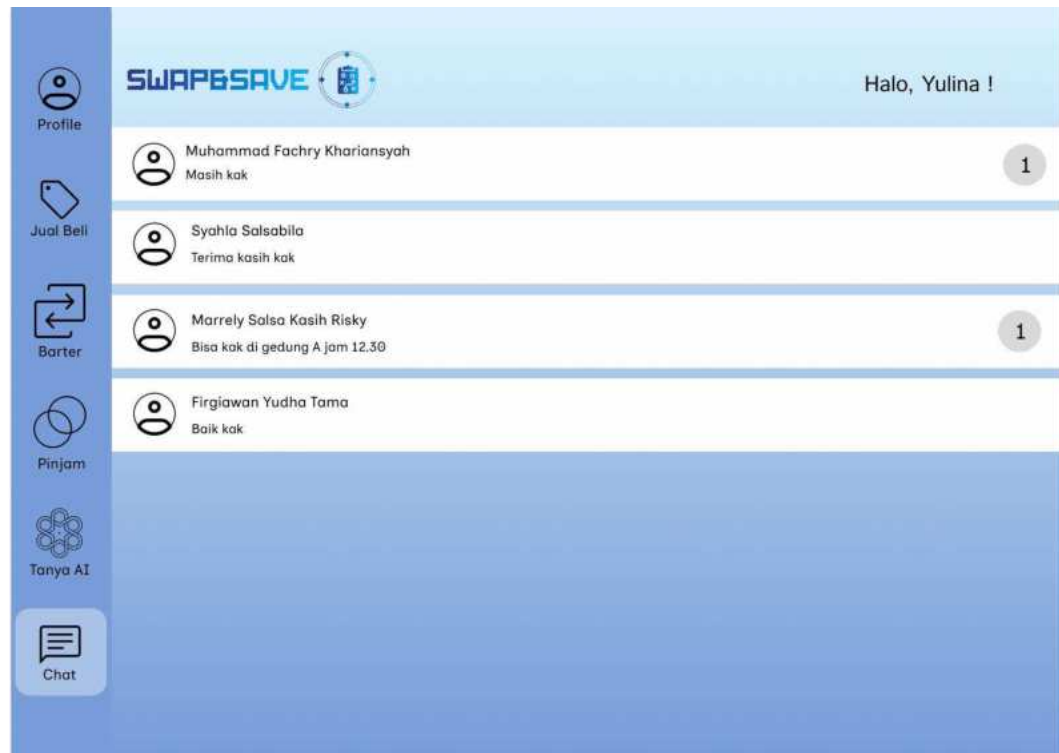 SWAP&SAVE
Halo, Yulina !
Profile
Jual Beli
Barter
Pinjam
Tanya AI
Chat
Muhammad Fachry Khariansyah
Masih kak
1
Syahla Salsabila
Terima kasih kak
Marrely Salsa Kasih Risky
Bisa kak di gedung A jam 12.30
1
Firgiawan Yudha Tama
Baik kak